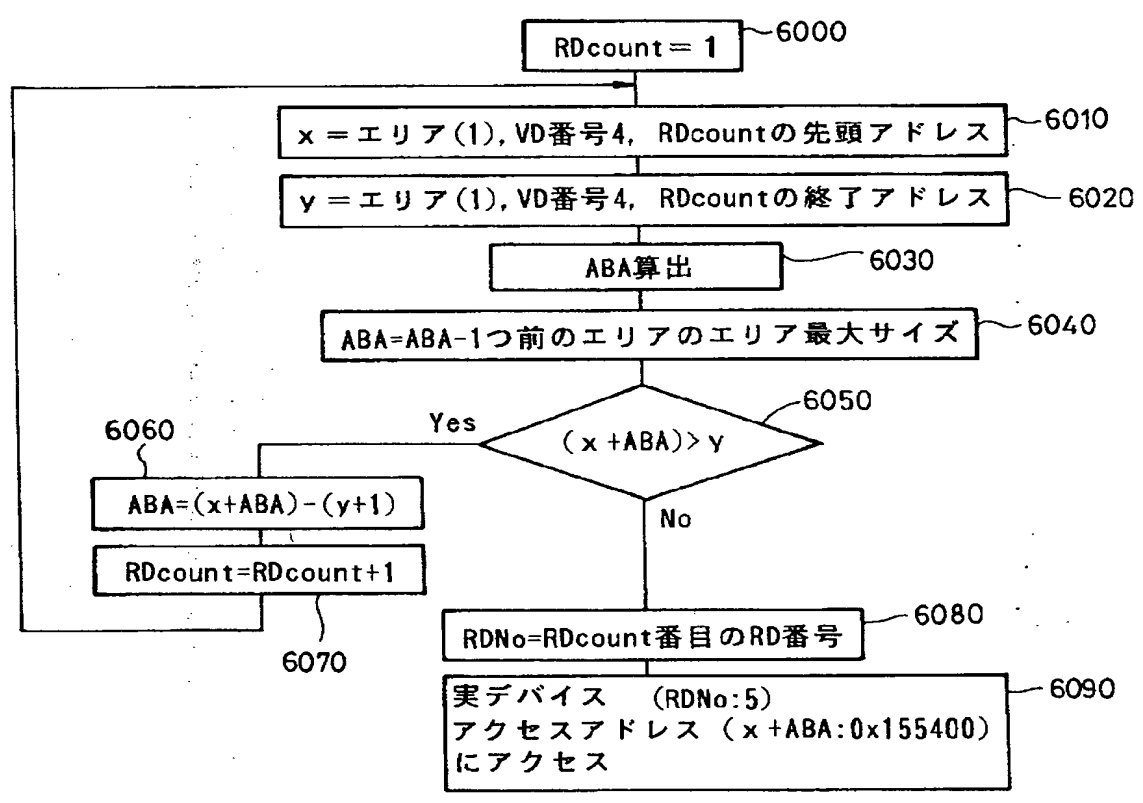 RDcount = 1
6000
x = エリア(1), VD番号4, RDcountの先頭アドレス
6010
y = エリア(1), VD番号4, RDcountの終了アドレス
6020
ABA算出
6030
ABA=ABA-1つ前のエリアのエリア最大サイズ
6040
(x+ABA)>y
6050
Yes
No
6060
ABA=(x+ABA)-(y+1)
RDcount=RDcount+1
6070
RDNo=RDcount番目のRD番号
6080
実デバイス (RDNo:5)
アクセスアドレス (x+ABA:0x155400)
にアクセス
6090